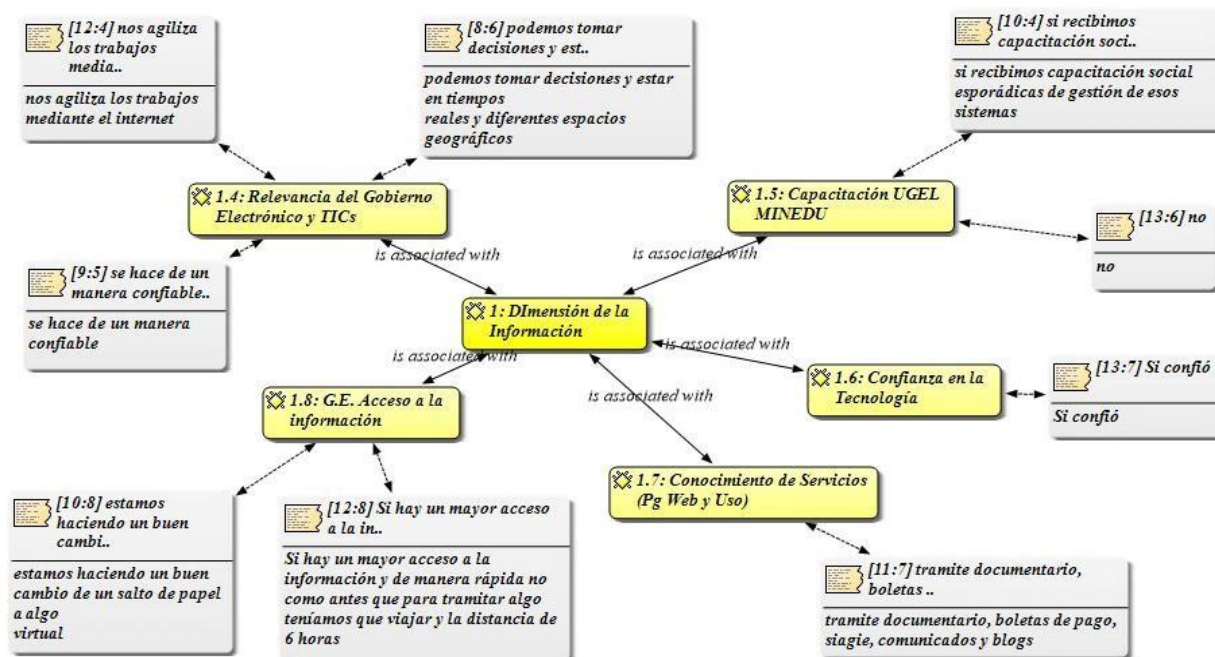 [12:4] nos agiliza
los trabajos
media..
nos agiliza los trabajos
mediante el internet
[8:6] podemos tomar
decisiones y est..
podemos tomar decisiones y estar
en tiempos
reales y diferentes espacios
geográficos
[10:4] si recibimos
capacitación soci..
si recibimos capacitación social
esporádicas de gestión de esos
sistemas
1.4: Relevancia del Gobierno
Electrónico y TICs
1.5: Capacitación UGEL
MINEDU
[13:6] no
no
is associated with
is associated with
[9:5] se hace de un
manera confiable..
se hace de un manera
confiable
1: DImensión de la
Información
is associated with
is associated with
1.6: Confianza en la
Tecnología
[13:7] Si confió
Si confió
1.8: G.E. Acceso a la
información
is associated with
1.7: Conocimiento de Servicios
(Pg Web y Uso)
[10:8] estamos
haciendo un buen
cambi..
estamos haciendo un buen
cambio de un salto de papel
a algo
virtual
[12:8] Si hay un mayor acceso
a la in..
Si hay un mayor acceso a la
información y de manera rápida no
como antes que para tramitar algo
teníamos que viajar y la distancia de
6 horas
[11:7] tramite documentario,
boletas ..
tramite documentario, boletas de pago,
siagie, comunicados y blogs